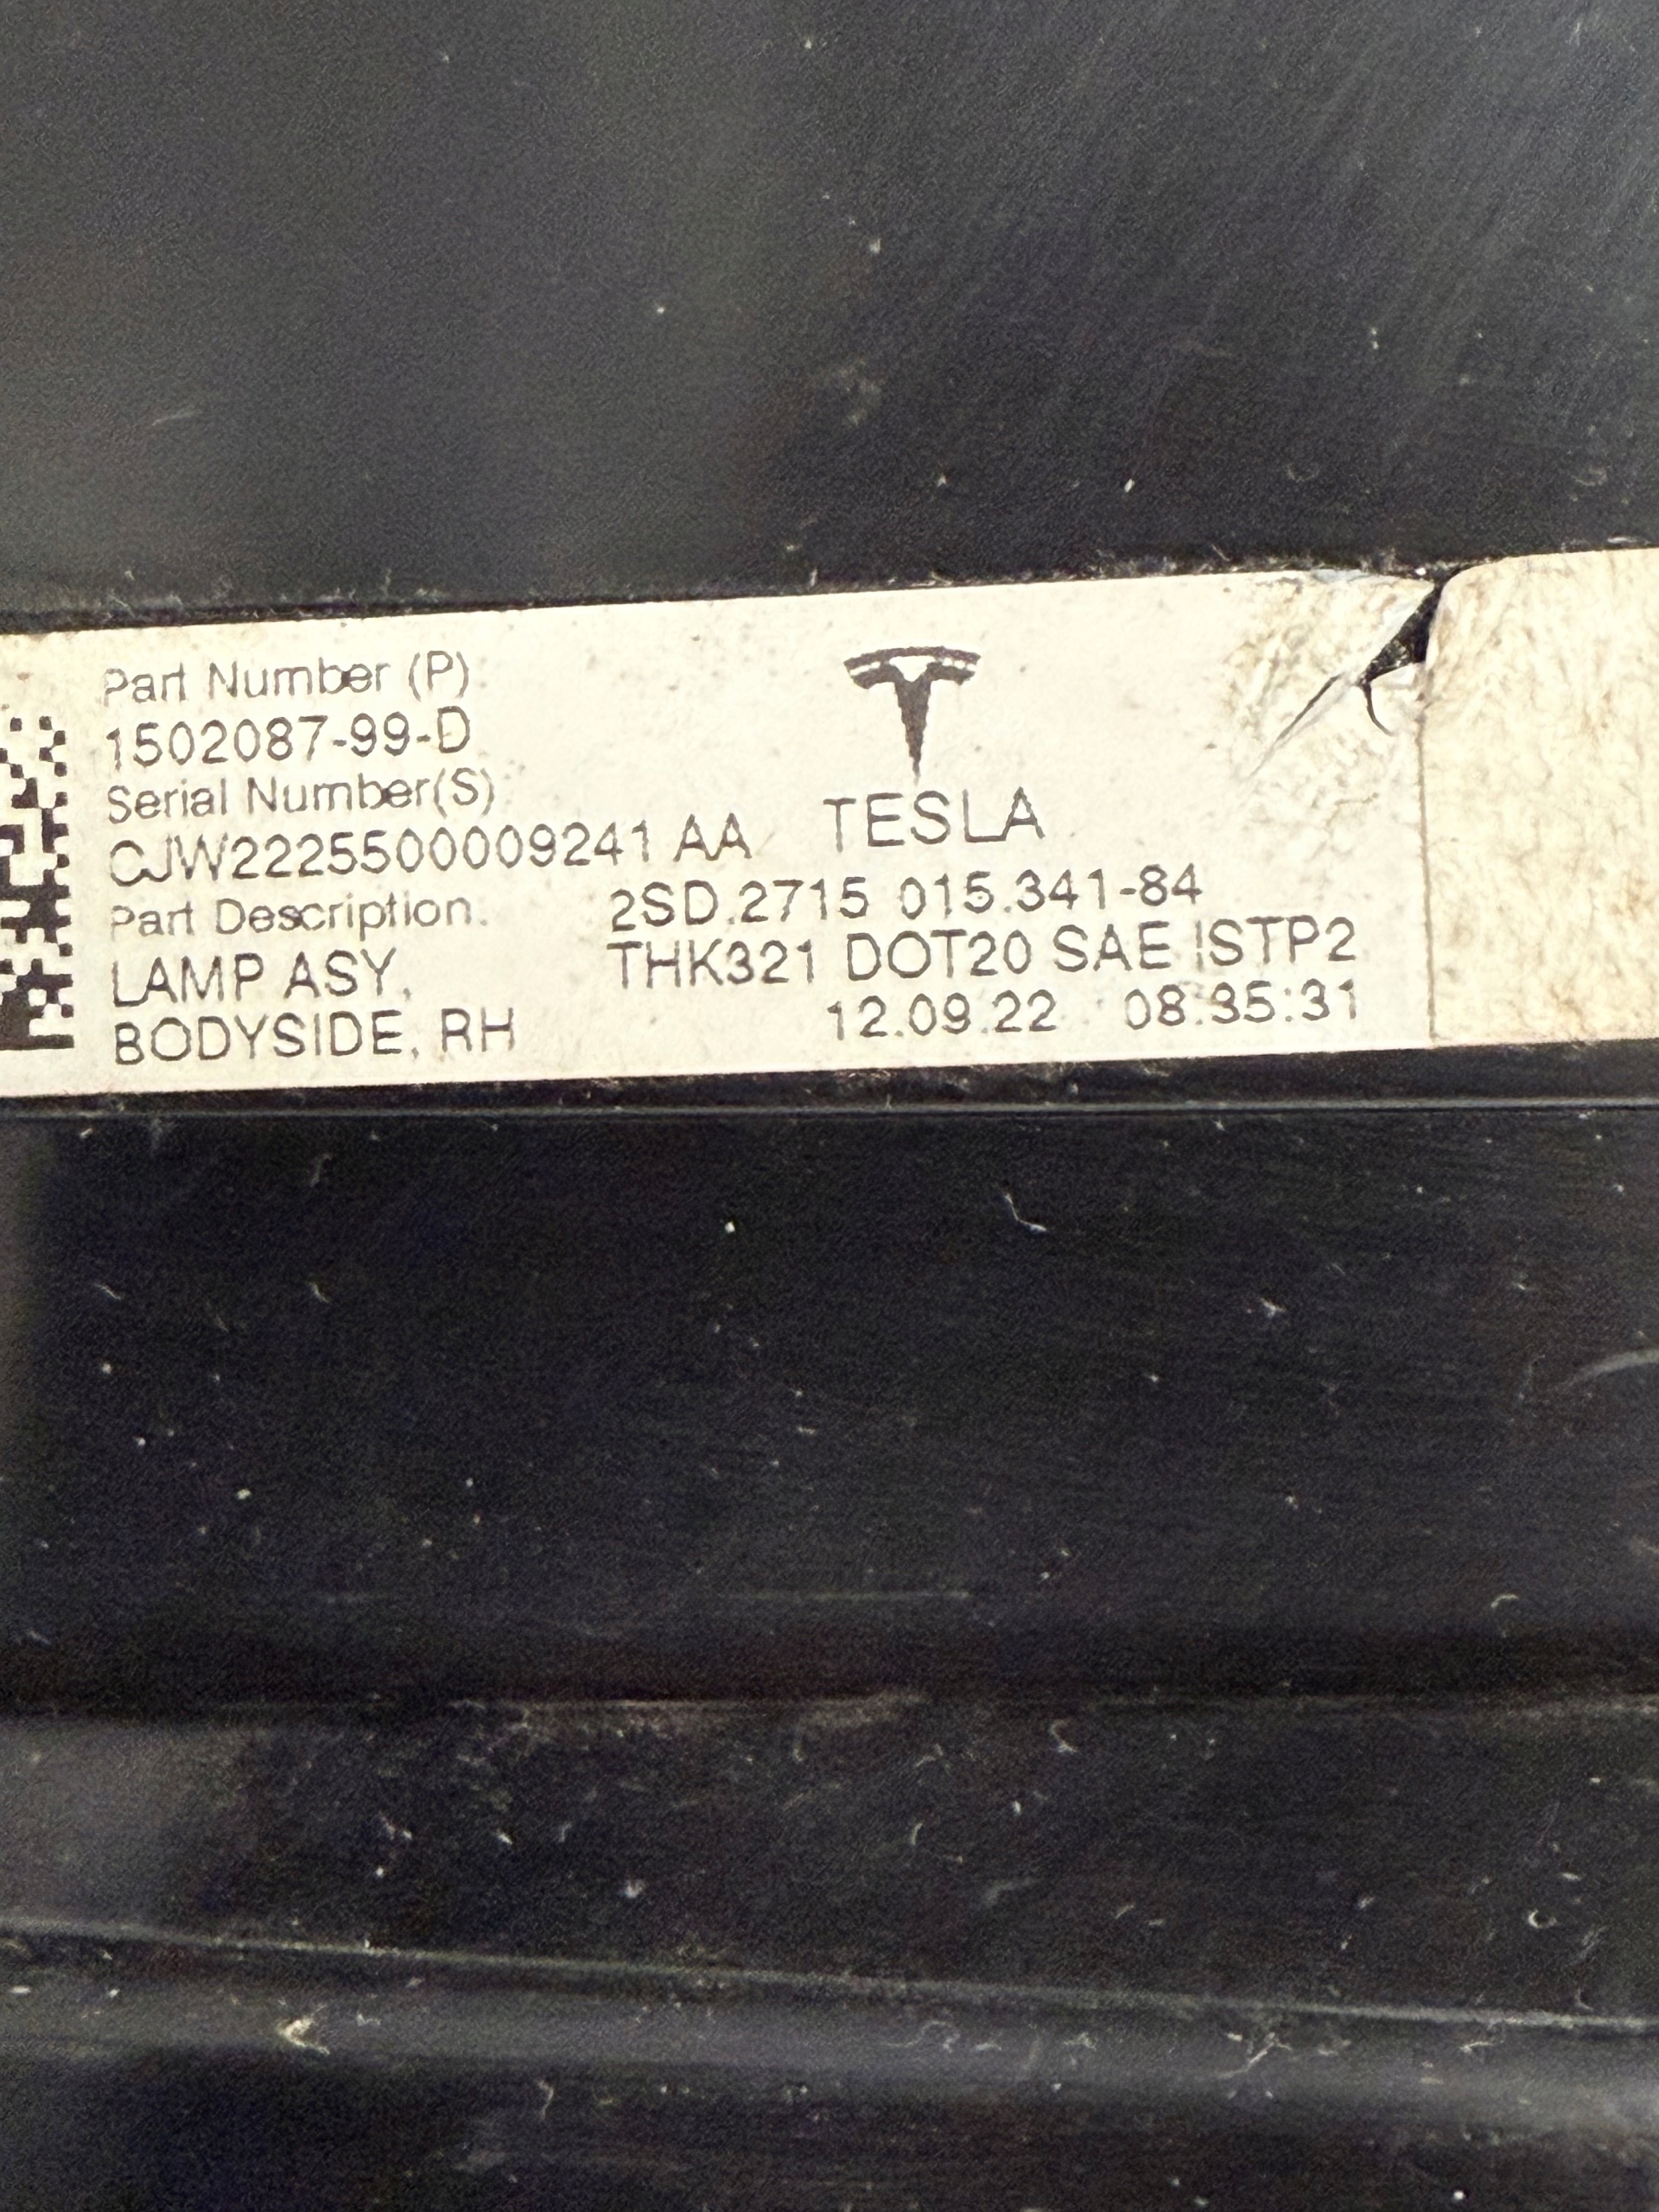 Part Number (P)
1502087-99-D
Serial Number(S)
CJW2225500009241 AA
Part Description.
LAMP ASY,
BODYSIDE, RH
TESLA
2SD.2715 015.341-84
THK321 DOT20 SAE ISTP2
12.09.22 08:35:31